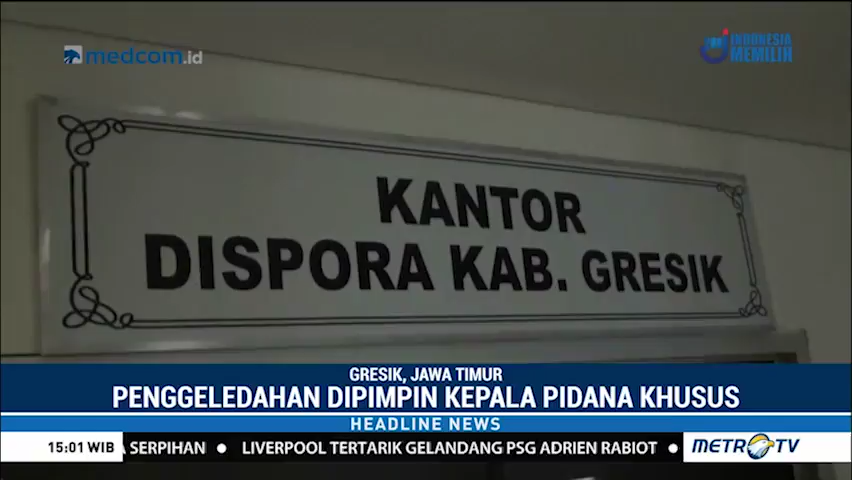 medcom.id
INDONESIA
MEMILIH
KANTOR
DISPORA KAB. GRESIK
GRESIK, JAWA TIMUR
PENGGELEDAHAN DIPIMPIN KEPALA PIDANA KHUSUS
HEADLINE NEWS
15:01 WIB
A SERPIHAN • LIVERPOOL TERTARIK GELANDANG PSG ADRIEN RABIOT •
METRO TV